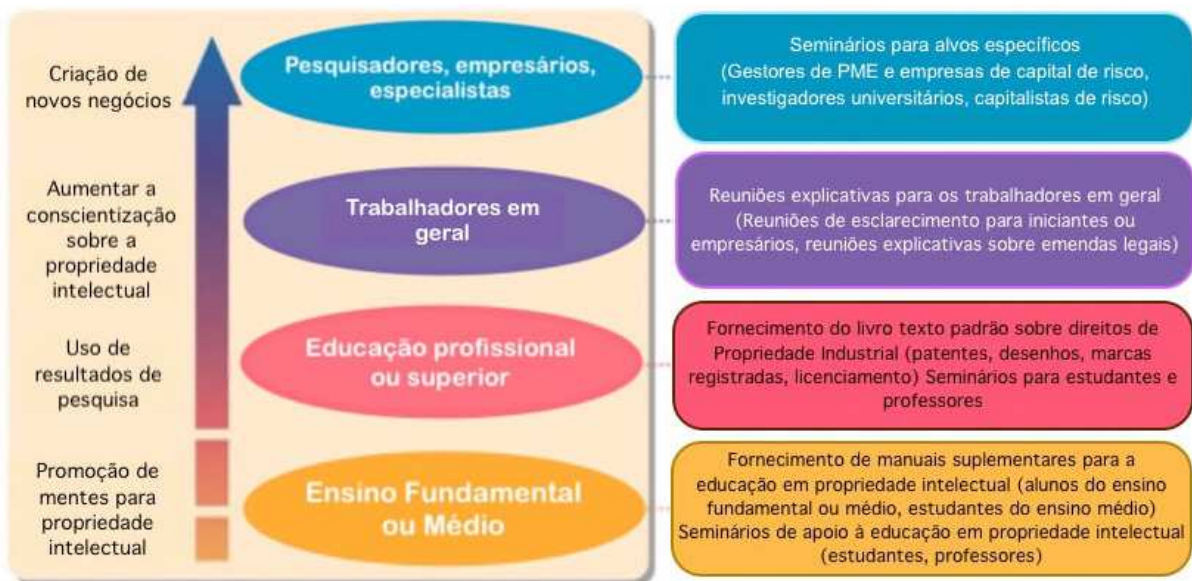 Criação de
novos negócios
Pesquisadores, empresários,
especialistas
Seminários para alvos específicos
(Gestores de PME e empresas de capital de risco,
investigadores universitários, capitalistas de risco)
Aumentar a
conscientização
sobre a
propriedade
intelectual
Trabalhadores em
geral
Reuniões explicativas para os trabalhadores em geral
(Reuniões de esclarecimento para iniciantes ou
empresários, reuniões explicativas sobre emendas legais)
Uso de
resultados de
pesquisa
Educação profissional
ou superior
Fornecimento do livro texto padrão sobre direitos de
Propriedade Industrial (patentes, desenhos, marcas
registradas, licenciamento) Seminários para estudantes e
professores
Promoção de
mentes para
propriedade
intelectual
Ensino Fundamental
ou Médio
Fornecimento de manuais suplementares para a
educação em propriedade intelectual (alunos do ensino
fundamental ou médio, estudantes do ensino médio)
Seminários de apoio à educação em propriedade intelectual
(estudantes, professores)